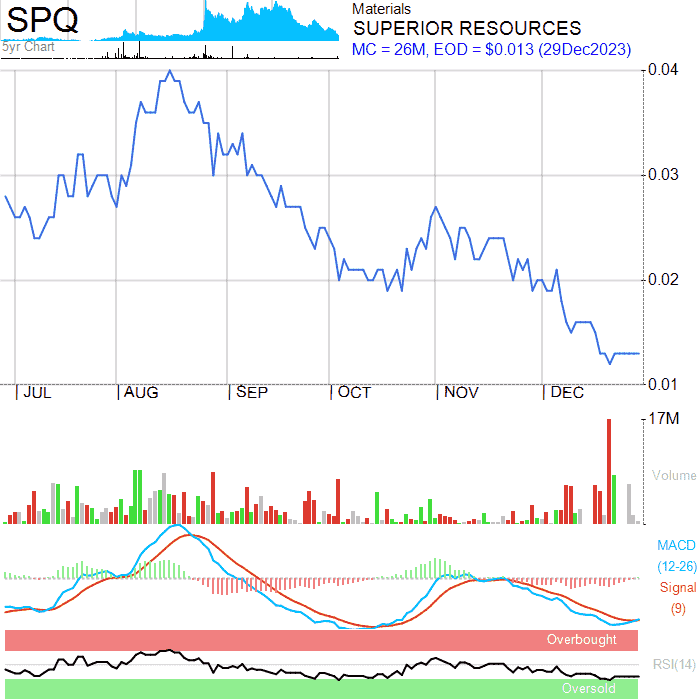 SPQ
5yr Chart
Materials
SUPERIOR RESOURCES
MC = 26M, EOD = $0.013 (29Dec2023)
0.04
0.03
0.02
0.01
JUL AUG SEP OCT NOV DEC
17M
Volume
MACD
(12-26)
Signal
(9)
Overbought
RSI(14)
Oversold